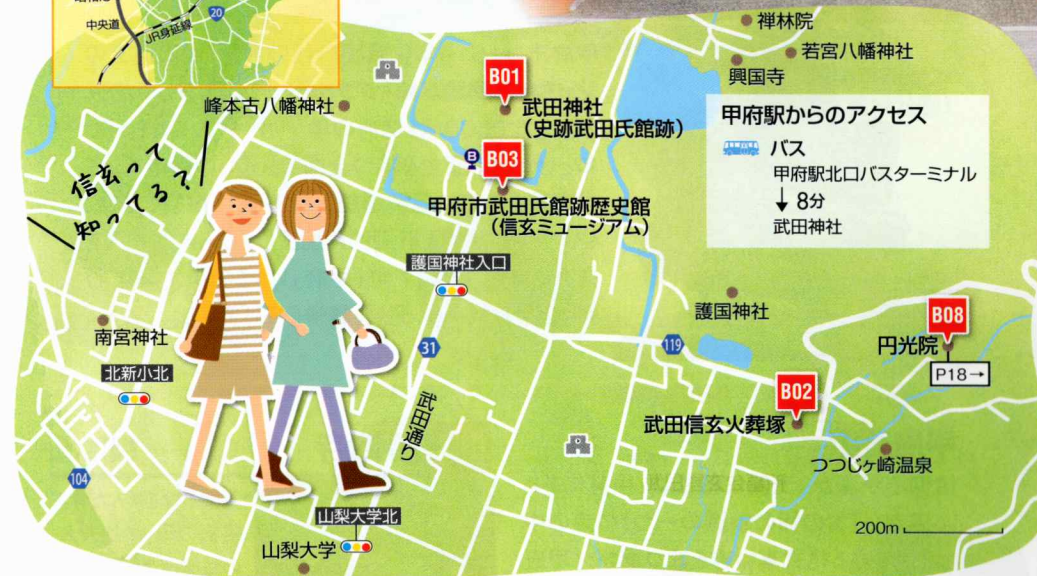 20
中央道
JR身延線
禅林院
若宮八幡神社
興国寺
峰本古八幡神社
B01
武田神社
(史跡武田氏館跡)
甲府駅からのアクセス
バス
甲府駅北口バスターミナル
↓ 8分
武田神社
信玄って
知ってる?
B
B03
甲府市武田氏館跡歴史館
(信玄ミュージアム)
護国神社入口
護国神社
南宮神社
北新小北
31
119
B08
円光院
P18→
B02
武田信玄火葬塚
武田通り
つつじヶ崎温泉
104
山梨大学北
山梨大学
200m